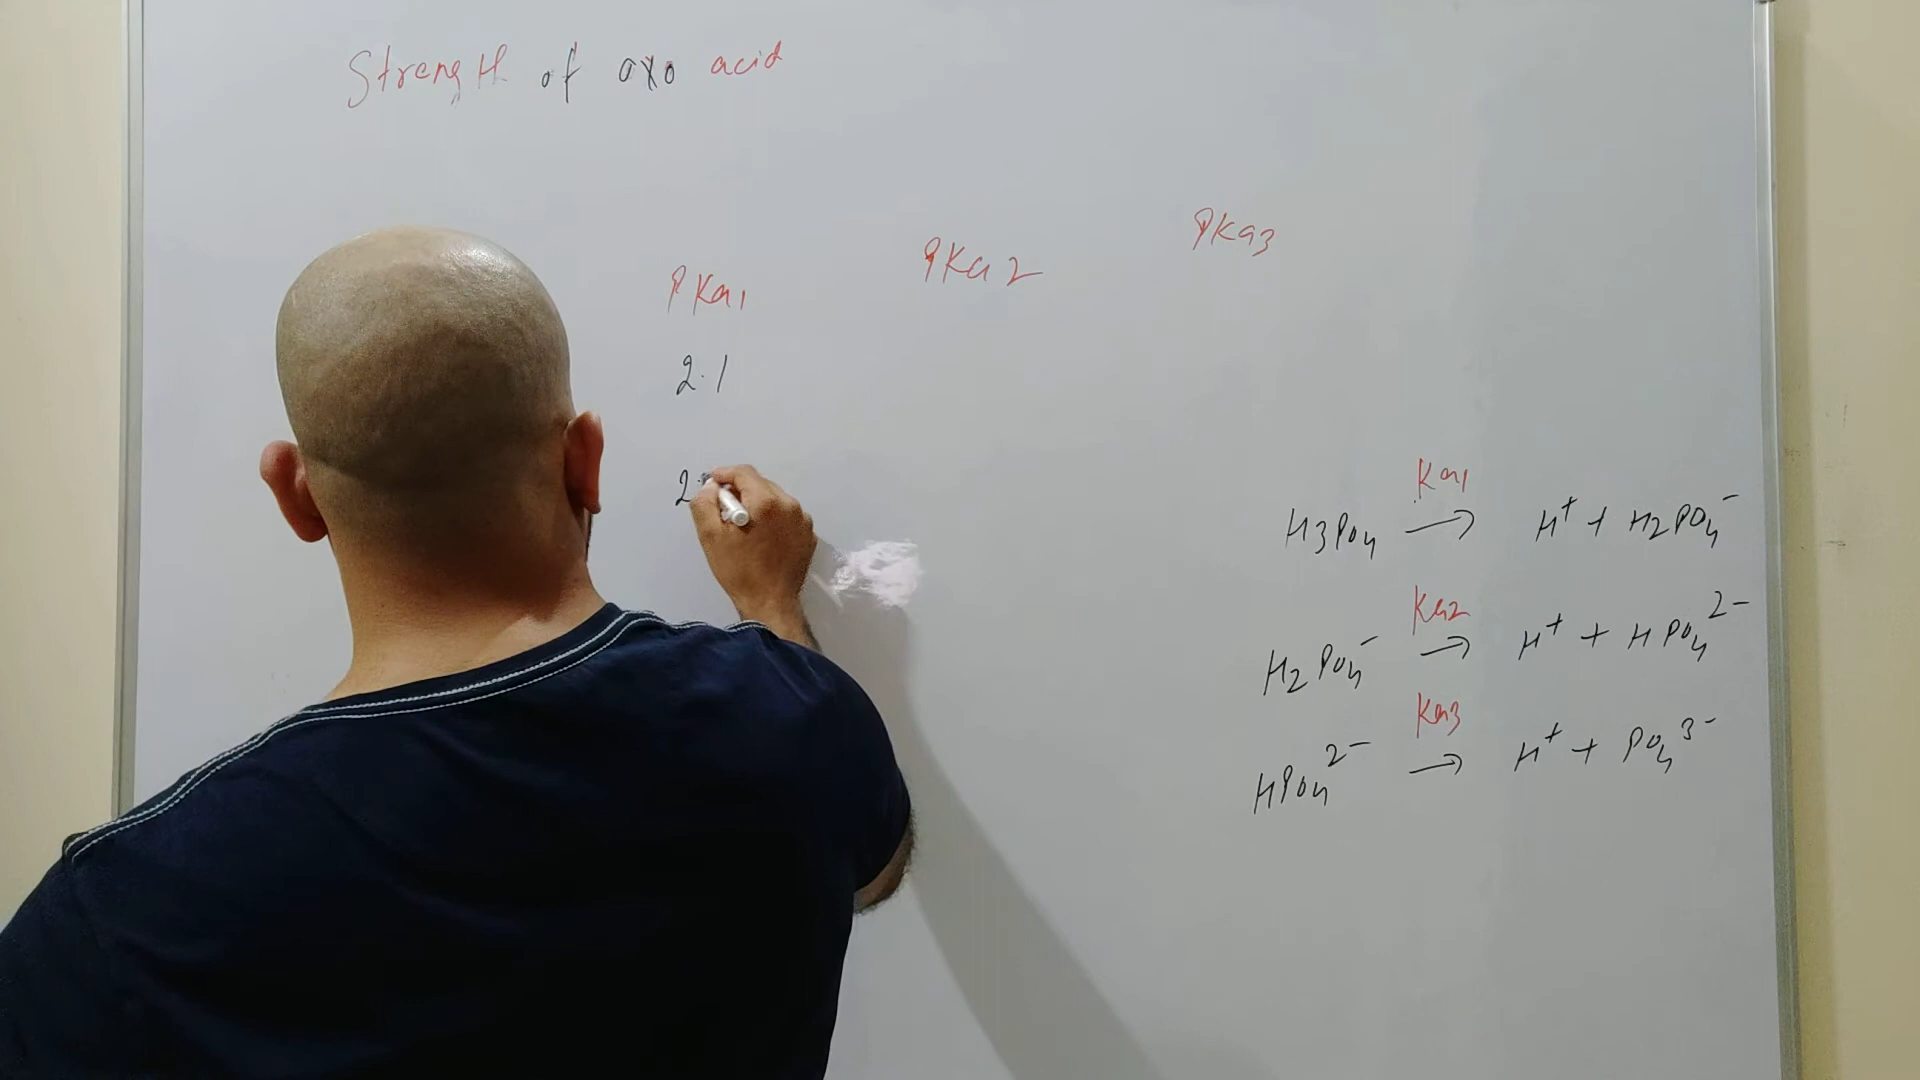 Strength of oxo acid
PKa1 PKa2 PKa3
2.1
2.
Ka1
H3PO4 → H+ + H2PO4-
Ka2
H2PO4- → H+ + HPO4 2-
Ka3
HPO4 2- → H+ + PO4 3-